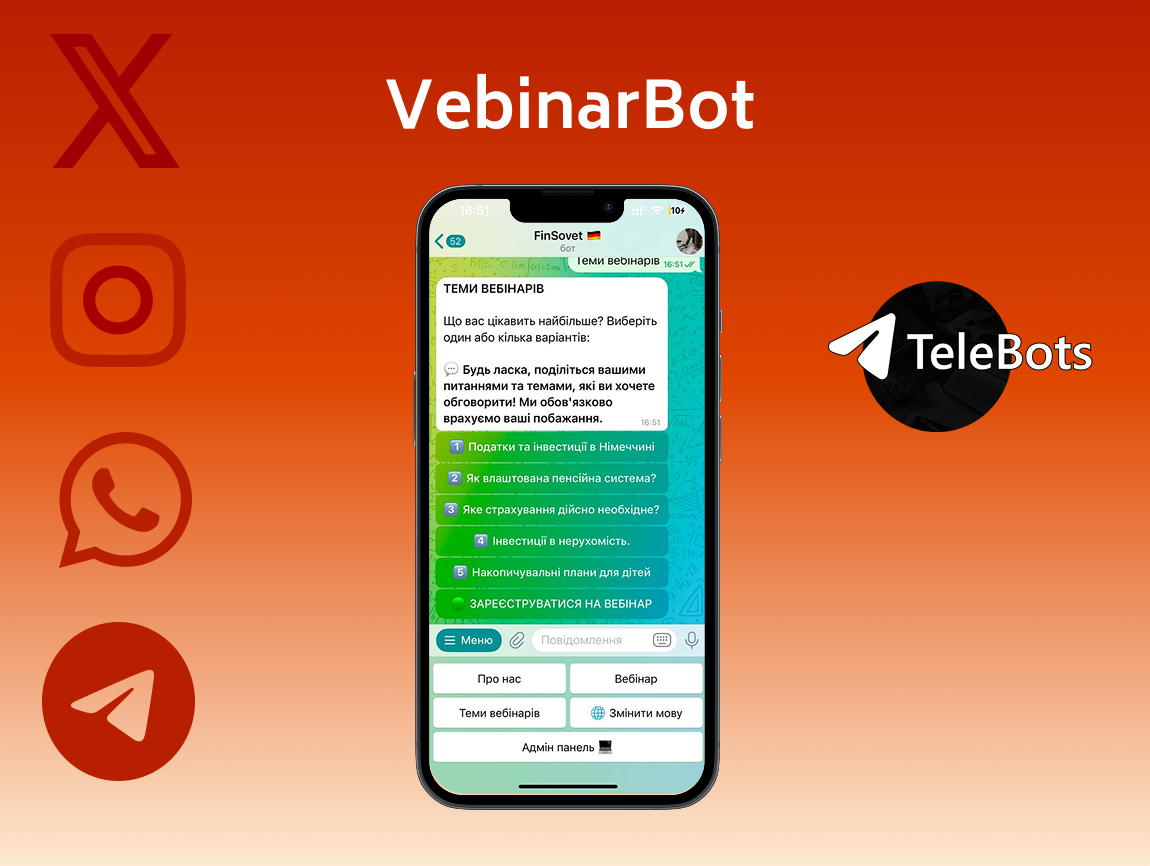 VebinarBot
16:51
10
52
FinSovet 🇩🇪
бот
Теми вебінарів 16:51
ТЕМИ ВЕБІНАРІВ
Що вас цікавить найбільше? Виберіть
один або кілька варіантів:
💬 Будь ласка, поділіться вашими
питаннями та темами, які ви хочете
обговорити! Ми обов'язково
врахуємо ваші побажання. 16:51
1️⃣ Податки та інвестиції в Німеччині
2️⃣ Як влаштована пенсійна система?
3️⃣ Яке страхування дійсно необхідне?
4️⃣ Інвестиції в нерухомість.
5️⃣ Накопичувальні плани для дітей
🟢 ЗАРЕЄСТРУВАТИСЯ НА ВЕБІНАР
Меню
Повідомлення
Про нас
Вебінар
Теми вебінарів
🌐 Змінити мову
Адмін панель 💻
TeleBots